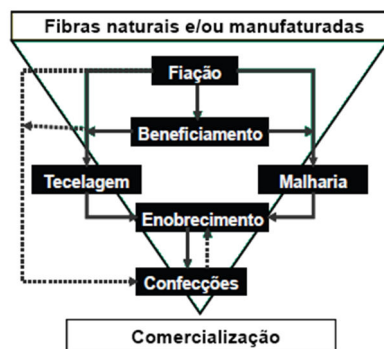 Fibras naturais e/ou manufaturadas
Fiação
Beneficiamento
Tecelagem
Malharia
Enobrecimento
Confecções
Comercialização